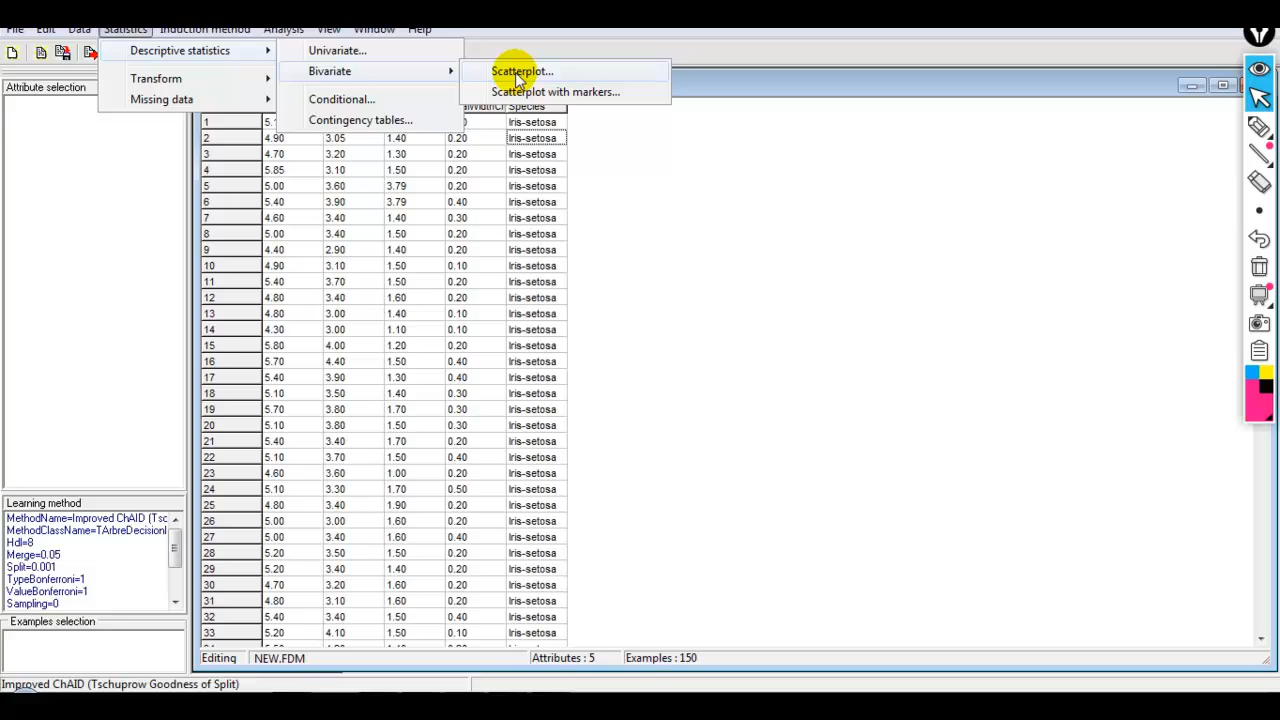 File Edit Data Statistics Induction method Analysis View Window Help
Descriptive statistics
Transform
Missing data
Univariate...
Bivariate
Conditional...
Contingency tables...
Scatterplot...
Scatterplot with markers...
Attribute selection
Species
1 Iris-setosa
2 4.90 3.05 1.40 0.20 Iris-setosa
3 4.70 3.20 1.30 0.20 Iris-setosa
4 5.85 3.10 1.50 0.20 Iris-setosa
5 5.00 3.60 3.79 0.20 Iris-setosa
6 5.40 3.90 3.79 0.40 Iris-setosa
7 4.60 3.40 1.40 0.30 Iris-setosa
8 5.00 3.40 1.50 0.20 Iris-setosa
9 4.40 2.90 1.40 0.20 Iris-setosa
10 4.90 3.10 1.50 0.10 Iris-setosa
11 5.40 3.70 1.50 0.20 Iris-setosa
12 4.80 3.40 1.60 0.20 Iris-setosa
13 4.80 3.00 1.40 0.10 Iris-setosa
14 4.30 3.00 1.10 0.10 Iris-setosa
15 5.80 4.00 1.20 0.20 Iris-setosa
16 5.70 4.40 1.50 0.40 Iris-setosa
17 5.40 3.90 1.30 0.40 Iris-setosa
18 5.10 3.50 1.40 0.30 Iris-setosa
19 5.70 3.80 1.70 0.30 Iris-setosa
20 5.10 3.80 1.50 0.30 Iris-setosa
21 5.40 3.40 1.70 0.20 Iris-setosa
22 5.10 3.70 1.50 0.40 Iris-setosa
23 4.60 3.60 1.00 0.20 Iris-setosa
24 5.10 3.30 1.70 0.50 Iris-setosa
25 4.80 3.40 1.90 0.20 Iris-setosa
26 5.00 3.00 1.60 0.20 Iris-setosa
27 5.00 3.40 1.60 0.40 Iris-setosa
28 5.20 3.50 1.50 0.20 Iris-setosa
29 5.20 3.40 1.40 0.20 Iris-setosa
30 4.70 3.20 1.60 0.20 Iris-setosa
31 4.80 3.10 1.60 0.20 Iris-setosa
32 5.40 3.40 1.50 0.40 Iris-setosa
33 5.20 4.10 1.50 0.10 Iris-setosa
Learning method
MethodName=Improved ChAID (Tsc
MethodClassName=TArbreDecisionI
Hdl=8
Merge=0.05
Split=0.001
TypeBonferroni=1
ValueBonferroni=1
Sampling=0
Examples selection
Editing NEW.FDM Attributes : 5 Examples : 150
Improved ChAID (Tschuprow Goodness of Split)